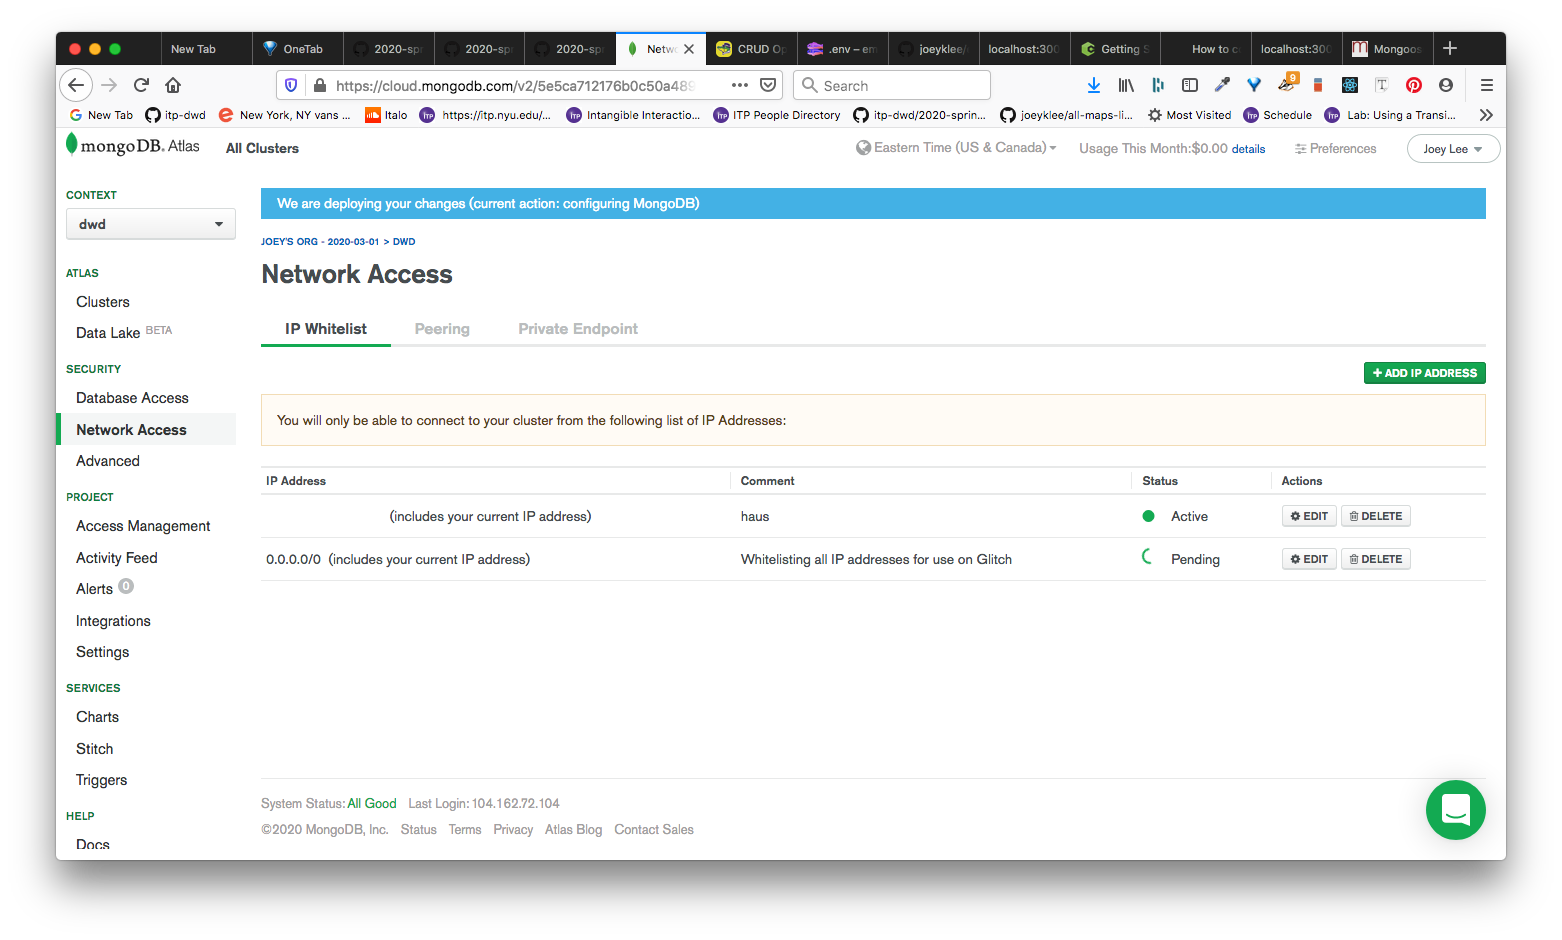 New Tab OneTab 2020-sp 2020-sp 2020-sp Netw CRUD Op .env – em joeyklee/ localhost:300 Getting S How to c localhost:300 Mongoos
https://cloud.mongodb.com/v2/5e5ca712176b0c50a489 Search 9
New Tab itp-dwd New York, NY vans ... Italo https://itp.nyu.edu/... Intangible Interactio... ITP People Directory itp-dwd/2020-sprin... joeyklee/all-maps-li... Most Visited Schedule Lab: Using a Transi...
mongoDB. Atlas All Clusters Eastern Time (US & Canada) Usage This Month:$0.00 details Preferences Joey Lee
CONTEXT
dwd
ATLAS
Clusters
Data Lake BETA
SECURITY
Database Access
Network Access
Advanced
PROJECT
Access Management
Activity Feed
Alerts 0
Integrations
Settings
SERVICES
Charts
Stitch
Triggers
HELP
Docs
We are deploying your changes (current action: configuring MongoDB)
JOEY'S ORG - 2020-03-01 > DWD
Network Access
IP Whitelist Peering Private Endpoint
+ ADD IP ADDRESS
You will only be able to connect to your cluster from the following list of IP Addresses:
IP Address Comment Status Actions
(includes your current IP address) haus Active EDIT DELETE
0.0.0.0/0 (includes your current IP address) Whitelisting all IP addresses for use on Glitch Pending EDIT DELETE
System Status: All Good Last Login: 104.162.72.104
©2020 MongoDB, Inc. Status Terms Privacy Atlas Blog Contact Sales